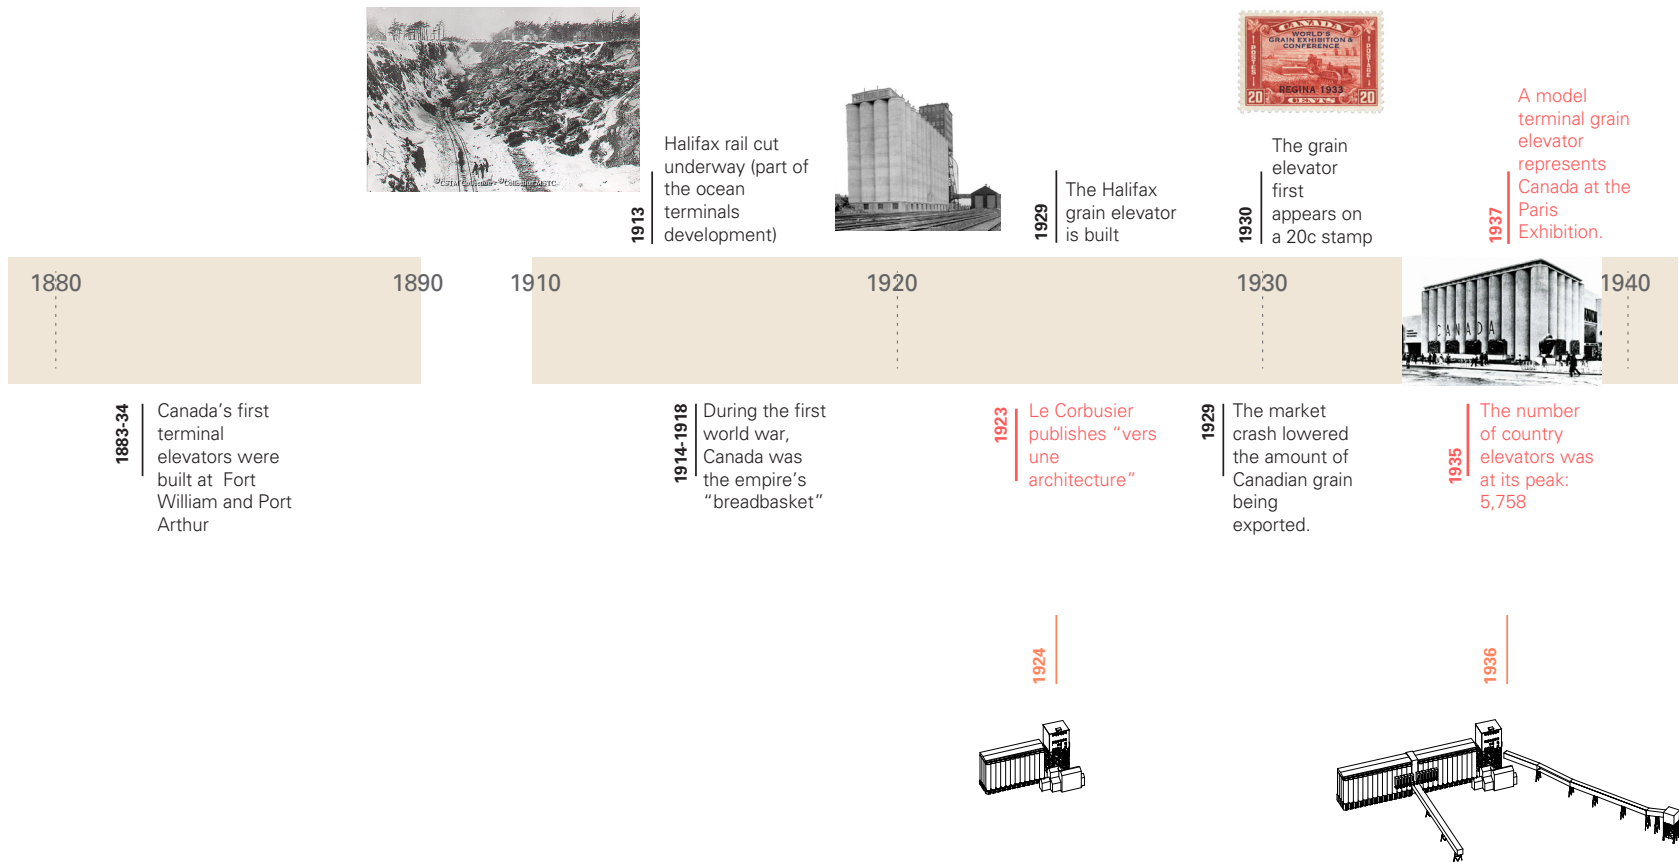 CANADA
WORLD'S
GRAIN EXHIBITION &
CONFERENCE
POSTES
POSTAGE
REGINA 1933
20 CENTS 20
Halifax rail cut
underway (part of
the ocean
terminals
development)
1913
The Halifax
grain elevator
is built
1929
The grain
elevator
first
appears on
a 20c stamp
1930
A model
terminal grain
elevator
represents
Canada at the
Paris
Exhibition.
1937
1880
1890
1910
1920
1930
1940
CANADA
1883-34
Canada’s first
terminal
elevators were
built at Fort
William and Port
Arthur
1914-1918
During the first
world war,
Canada was
the empire’s
“breadbasket”
1923
Le Corbusier
publishes “vers
une
architecture”
1929
The market
crash lowered
the amount of
Canadian grain
being
exported.
1935
The number
of country
elevators was
at its peak:
5,758
1924
1936